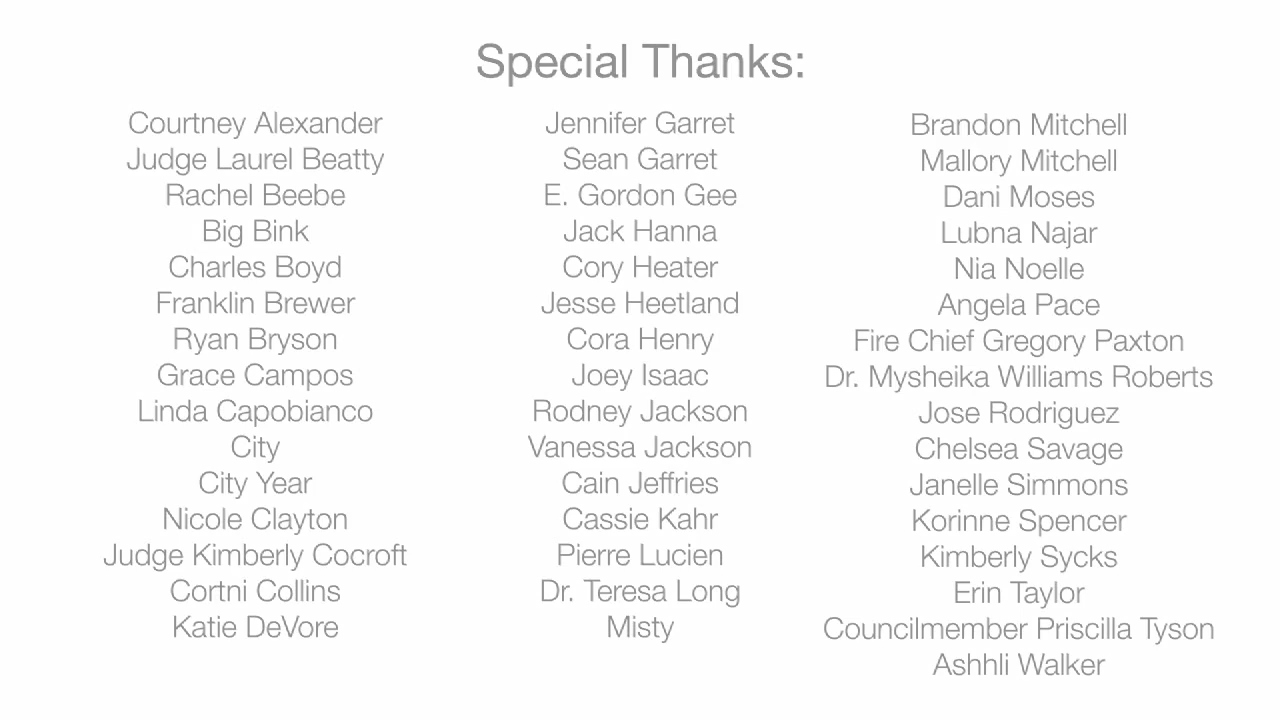 Special Thanks:
Courtney Alexander
Judge Laurel Beatty
Rachel Beebe
Big Bink
Charles Boyd
Franklin Brewer
Ryan Bryson
Grace Campos
Linda Capobianco
City
City Year
Nicole Clayton
Judge Kimberly Cocroft
Cortni Collins
Katie DeVore
Jennifer Garret
Sean Garret
E. Gordon Gee
Jack Hanna
Cory Heater
Jesse Heetland
Cora Henry
Joey Isaac
Rodney Jackson
Vanessa Jackson
Cain Jeffries
Cassie Kahr
Pierre Lucien
Dr. Teresa Long
Misty
Brandon Mitchell
Mallory Mitchell
Dani Moses
Lubna Najar
Nia Noelle
Angela Pace
Fire Chief Gregory Paxton
Dr. Mysheika Williams Roberts
Jose Rodriguez
Chelsea Savage
Janelle Simmons
Korinne Spencer
Kimberly Sycks
Erin Taylor
Councilmember Priscilla Tyson
Ashhli Walker